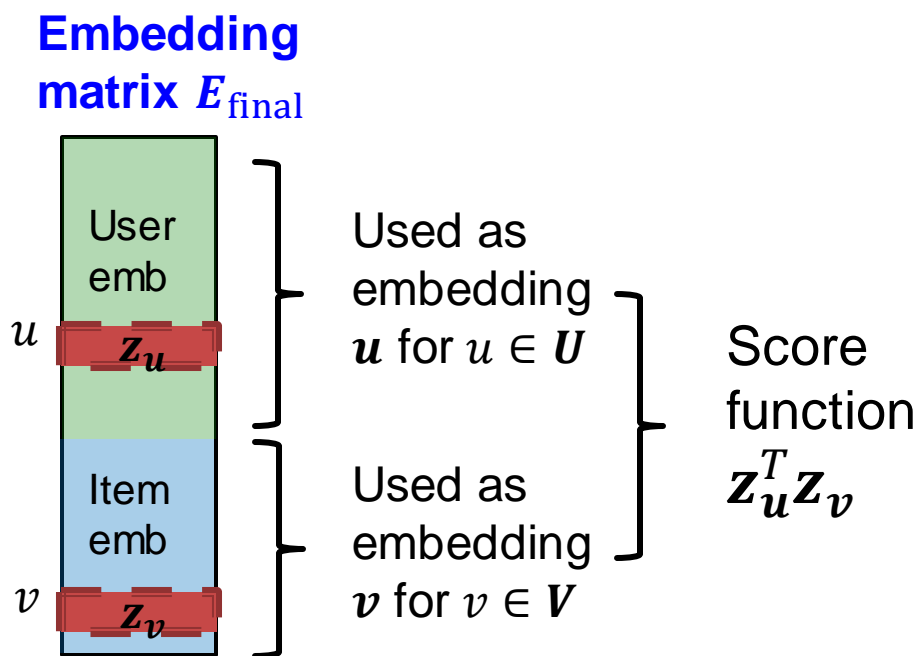 Embedding
matrix E_final
User
emb
u
z_u
Item
emb
v
z_v
Used as
embedding
u for u ∈ U
Used as
embedding
v for v ∈ V
Score
function
z_u^T z_v